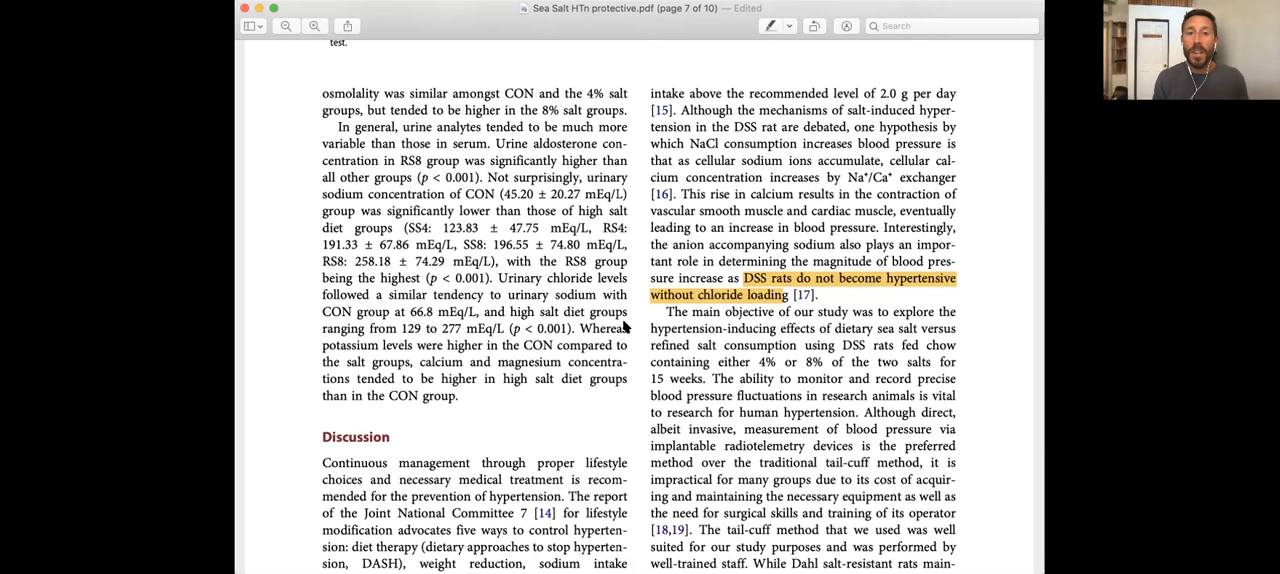 Sea Salt HTn protective.pdf (page 7 of 10) — Edited
Search
test.
osmolality was similar amongst CON and the 4% salt
groups, but tended to be higher in the 8% salt groups.
In general, urine analytes tended to be much more
variable than those in serum. Urine aldosterone con-
centration in RS8 group was significantly higher than
all other groups (p < 0.001). Not surprisingly, urinary
sodium concentration of CON (45.20 ± 20.27 mEq/L)
group was significantly lower than those of high salt
diet groups (SS4: 123.83 ± 47.75 mEq/L, RS4:
191.33 ± 67.86 mEq/L, SS8: 196.55 ± 74.80 mEq/L,
RS8: 258.18 ± 74.29 mEq/L), with the RS8 group
being the highest (p < 0.001). Urinary chloride levels
followed a similar tendency to urinary sodium with
CON group at 66.8 mEq/L, and high salt diet groups
ranging from 129 to 277 mEq/L (p < 0.001). Whereas
potassium levels were higher in the CON compared to
the salt groups, calcium and magnesium concentra-
tions tended to be higher in high salt diet groups
than in the CON group.
Discussion
Continuous management through proper lifestyle
choices and necessary medical treatment is recom-
mended for the prevention of hypertension. The report
of the Joint National Committee 7 [14] for lifestyle
modification advocates five ways to control hyperten-
sion: diet therapy (dietary approaches to stop hyperten-
sion, DASH), weight reduction, sodium intake
intake above the recommended level of 2.0 g per day
[15]. Although the mechanisms of salt-induced hyper-
tension in the DSS rat are debated, one hypothesis by
which NaCl consumption increases blood pressure is
that as cellular sodium ions accumulate, cellular cal-
cium concentration increases by Na⁺/Ca⁺ exchanger
[16]. This rise in calcium results in the contraction of
vascular smooth muscle and cardiac muscle, eventually
leading to an increase in blood pressure. Interestingly,
the anion accompanying sodium also plays an impor-
tant role in determining the magnitude of blood pres-
sure increase as DSS rats do not become hypertensive
without chloride loading [17].
The main objective of our study was to explore the
hypertension-inducing effects of dietary sea salt versus
refined salt consumption using DSS rats fed chow
containing either 4% or 8% of the two salts for
15 weeks. The ability to monitor and record precise
blood pressure fluctuations in research animals is vital
to research for human hypertension. Although direct,
albeit invasive, measurement of blood pressure via
implantable radiotelemetry devices is the preferred
method over the traditional tail-cuff method, it is
impractical for many groups due to its cost of acquir-
ing and maintaining the necessary equipment as well as
the need for surgical skills and training of its operator
[18,19]. The tail-cuff method that we used was well
suited for our study purposes and was performed by
well-trained staff. While Dahl salt-resistant rats main-